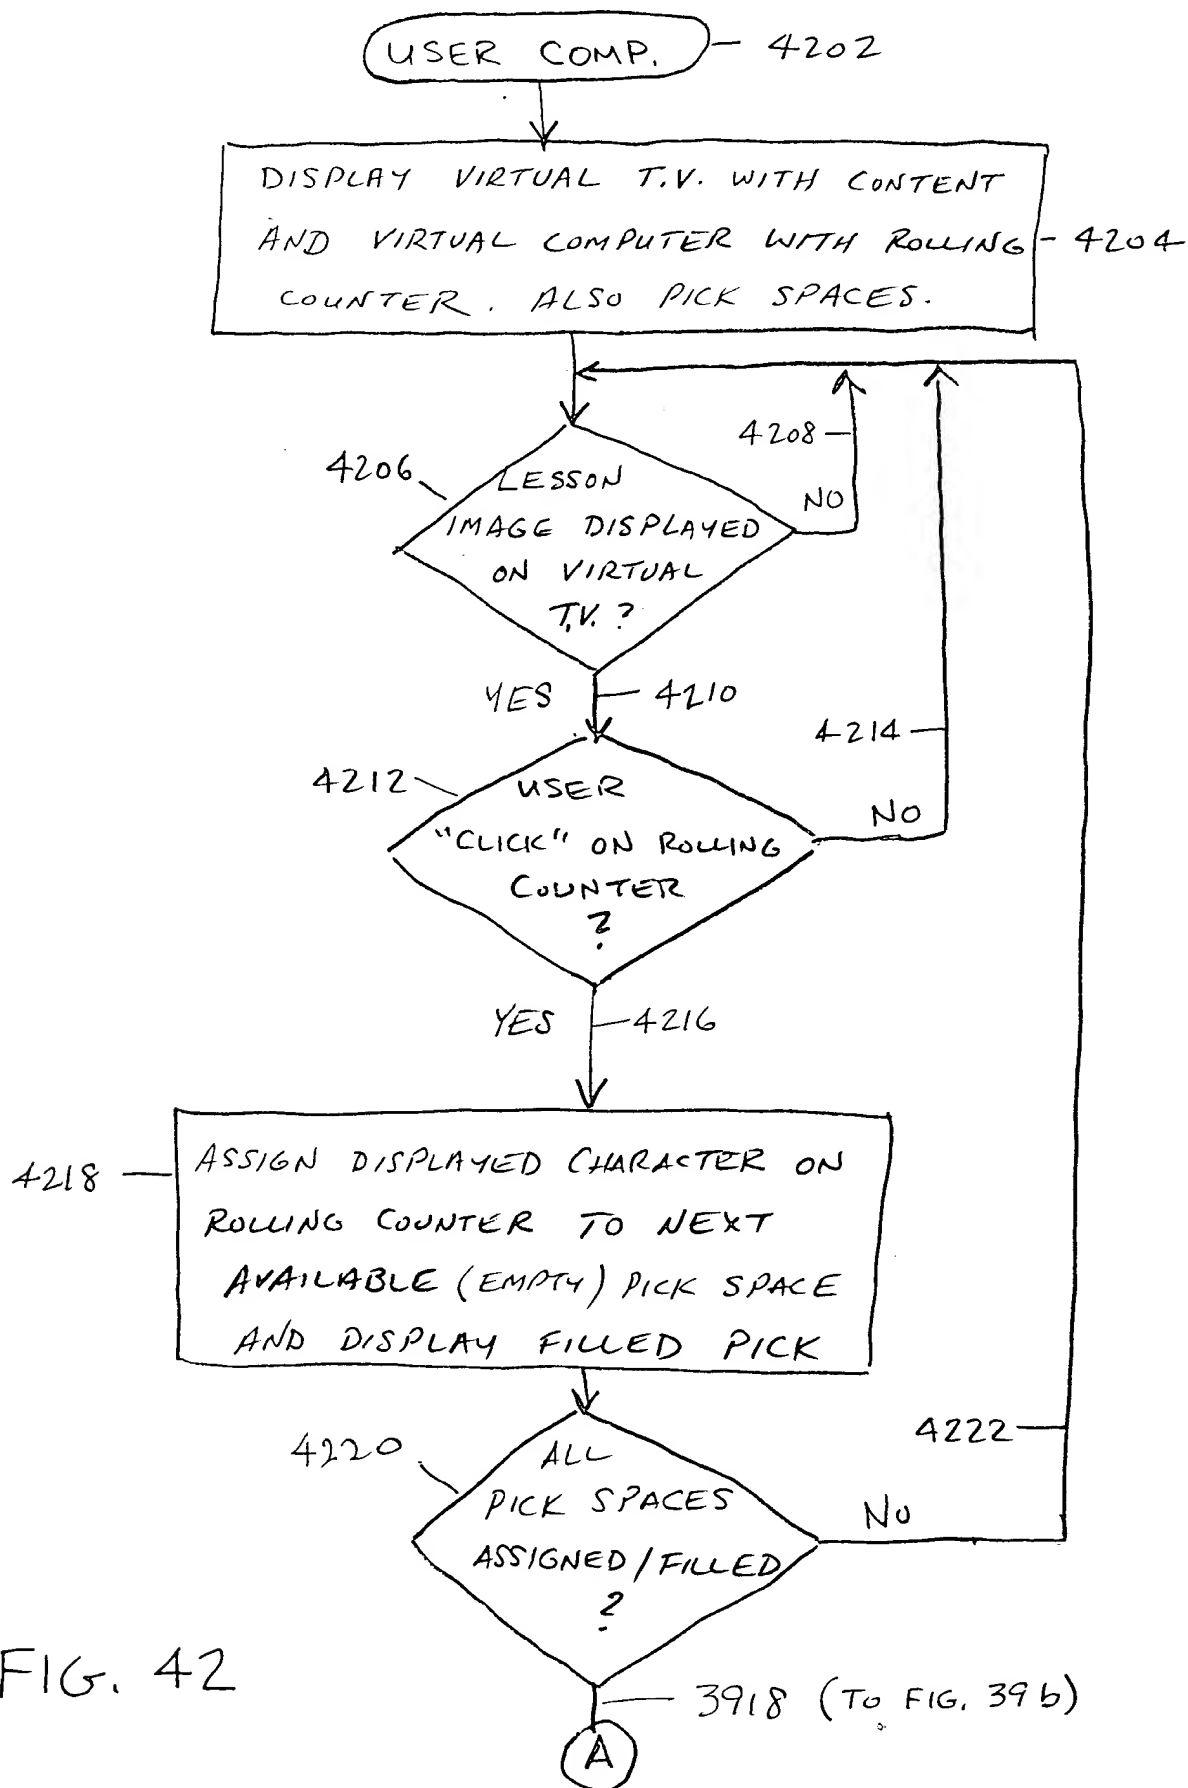 USER COMP. 4202
DISPLAY VIRTUAL T.V. WITH CONTENT
AND VIRTUAL COMPUTER WITH ROLLING 4204
COUNTER. ALSO PICK SPACES.
4208
4206
LESSON
NO
IMAGE DISPLAYED
ON VIRTUAL
T.V. ?
YES 4210
4214
4212
USER
NO
"CLICK" ON ROLLING
COUNTER
?
YES 4216
4218
ASSIGN DISPLAYED CHARACTER ON
ROLLING COUNTER TO NEXT
AVAILABLE (EMPTY) PICK SPACE
AND DISPLAY FILLED PICK
4222
4220
ALL
PICK SPACES
NO
ASSIGNED/FILLED
?
FIG. 42
3918 (TO FIG. 39b)
A